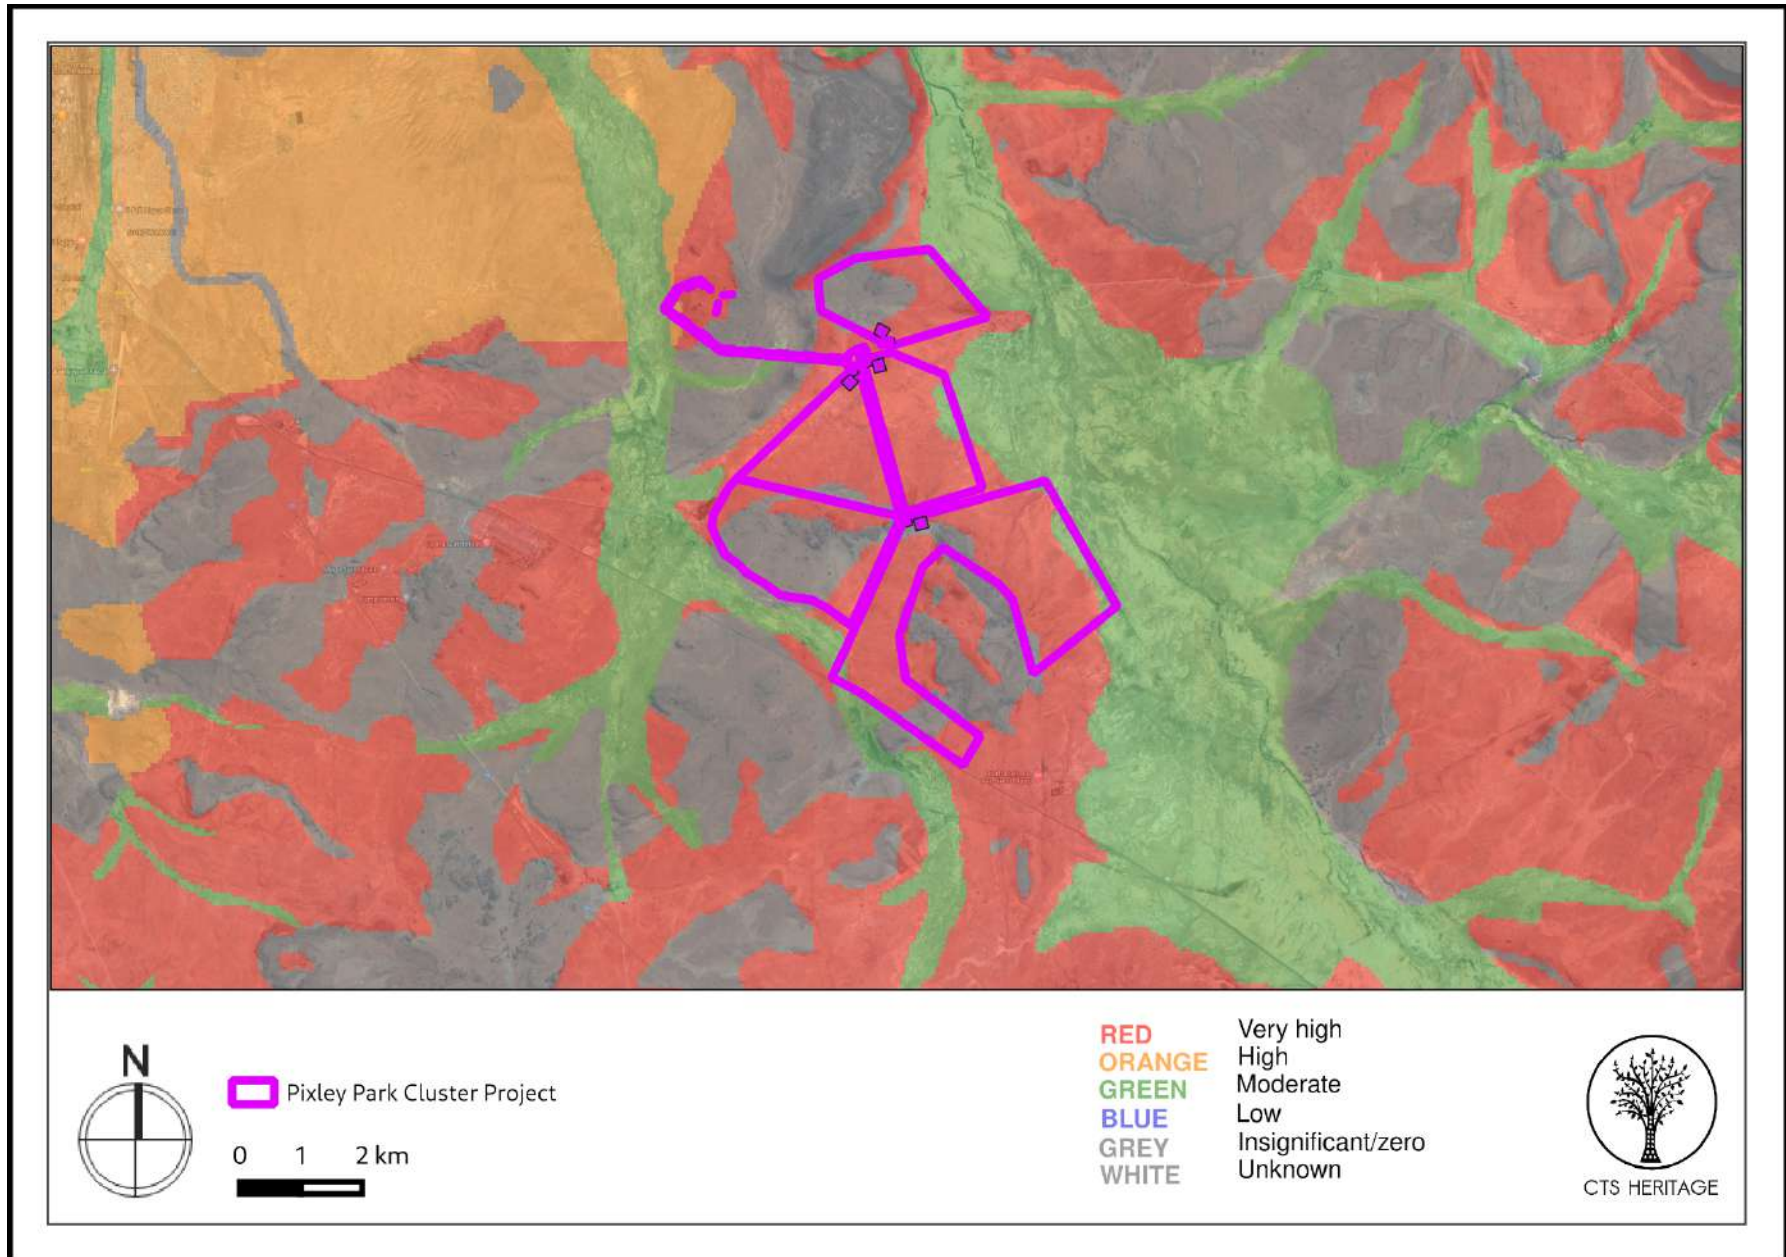 N
Pixley Park Cluster Project
0 1 2 km
RED Very high
ORANGE High
GREEN Moderate
BLUE Low
GREY Insignificant/zero
WHITE Unknown
CTS HERITAGE